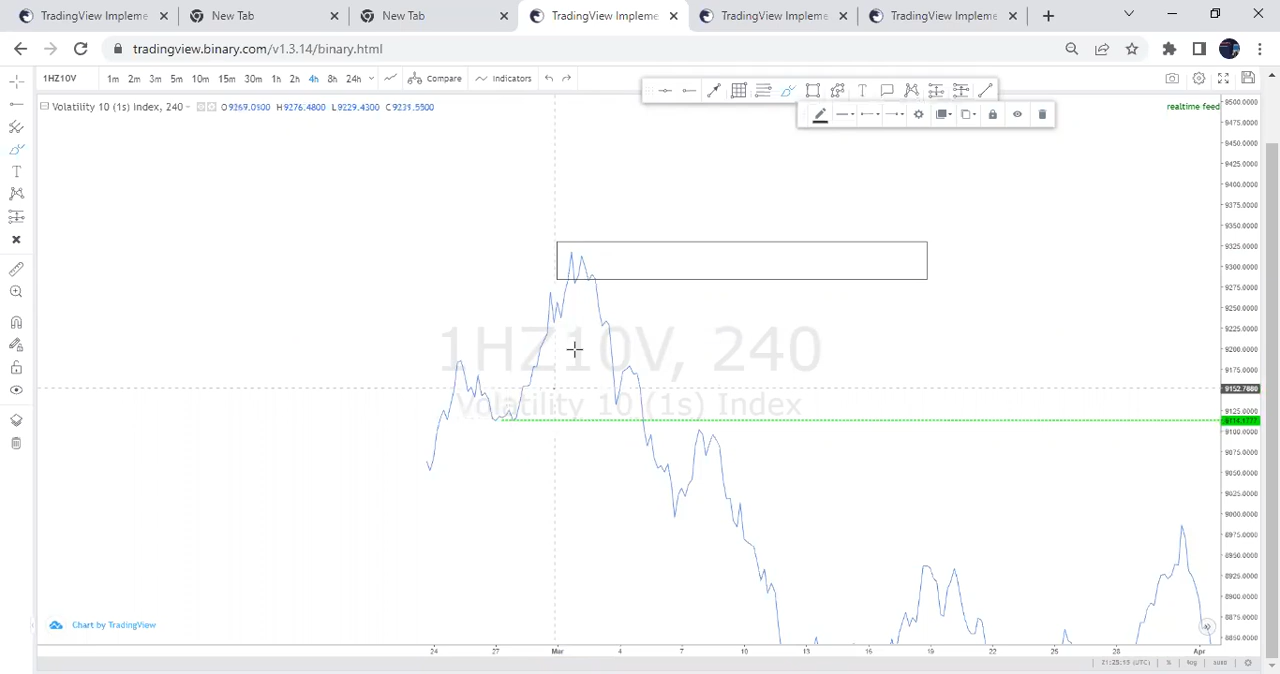 TradingView Impleme
New Tab
New Tab
TradingView Impleme
TradingView Impleme
TradingView Impleme
tradingview.binary.com/v1.3.14/binary.html
1HZ10V 1m 2m 3m 5m 10m 15m 30m 1h 2h 4h 8h 24h Compare Indicators
Volatility 10 (1s) Index, 240 H9276.4800 L9229.4300 C9231.5500
realtime feed
9500.0000
9475.0000
9450.0000
9425.0000
9400.0000
9375.0000
9350.0000
9325.0000
9300.0000
9275.0000
9250.0000
9225.0000
9200.0000
9175.0000
9152.7000
9125.0000
9100.0000
9075.0000
9050.0000
9025.0000
9000.0000
8975.0000
8950.0000
8925.0000
8900.0000
8875.0000
8850.0000
1HZ10V, 240
Volatility 10 (1s) Index
Chart by TradingView
24 27 Mar 4 7 10 13 16 19 22 25 28 Apr
(UTC) % log auto